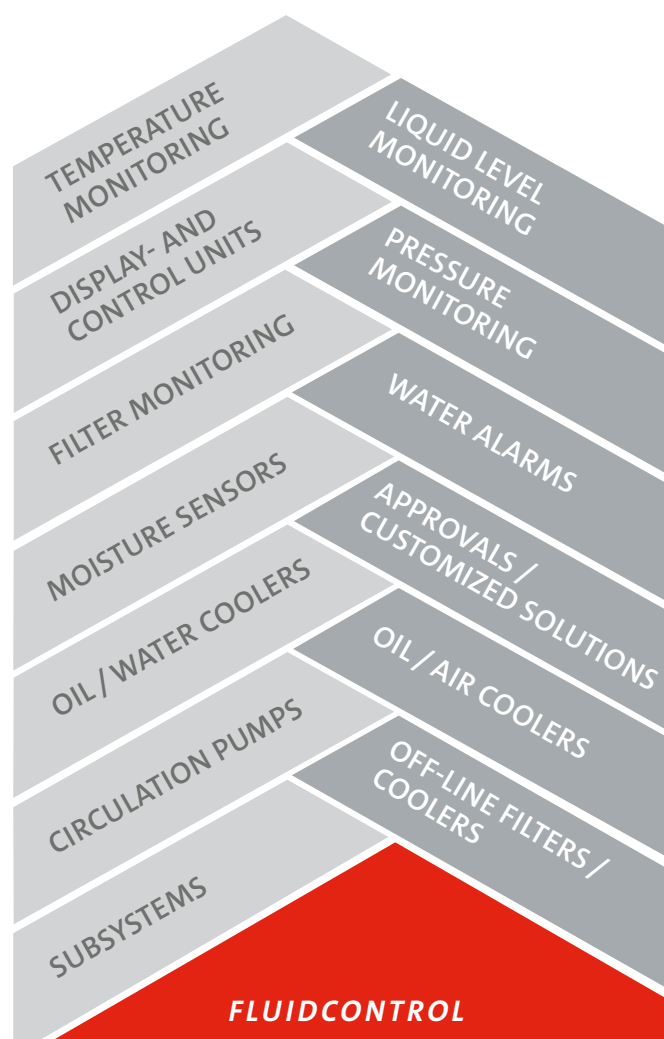 TEMPERATURE
MONITORING
LIQUID LEVEL
MONITORING
DISPLAY- AND
CONTROL UNITS
PRESSURE
MONITORING
FILTER MONITORING
WATER ALARMS
MOISTURE SENSORS
APPROVALS /
CUSTOMIZED SOLUTIONS
OIL / WATER COOLERS
OIL / AIR COOLERS
CIRCULATION PUMPS
OFF-LINE FILTERS /
COOLERS
SUBSYSTEMS
FLUIDCONTROL